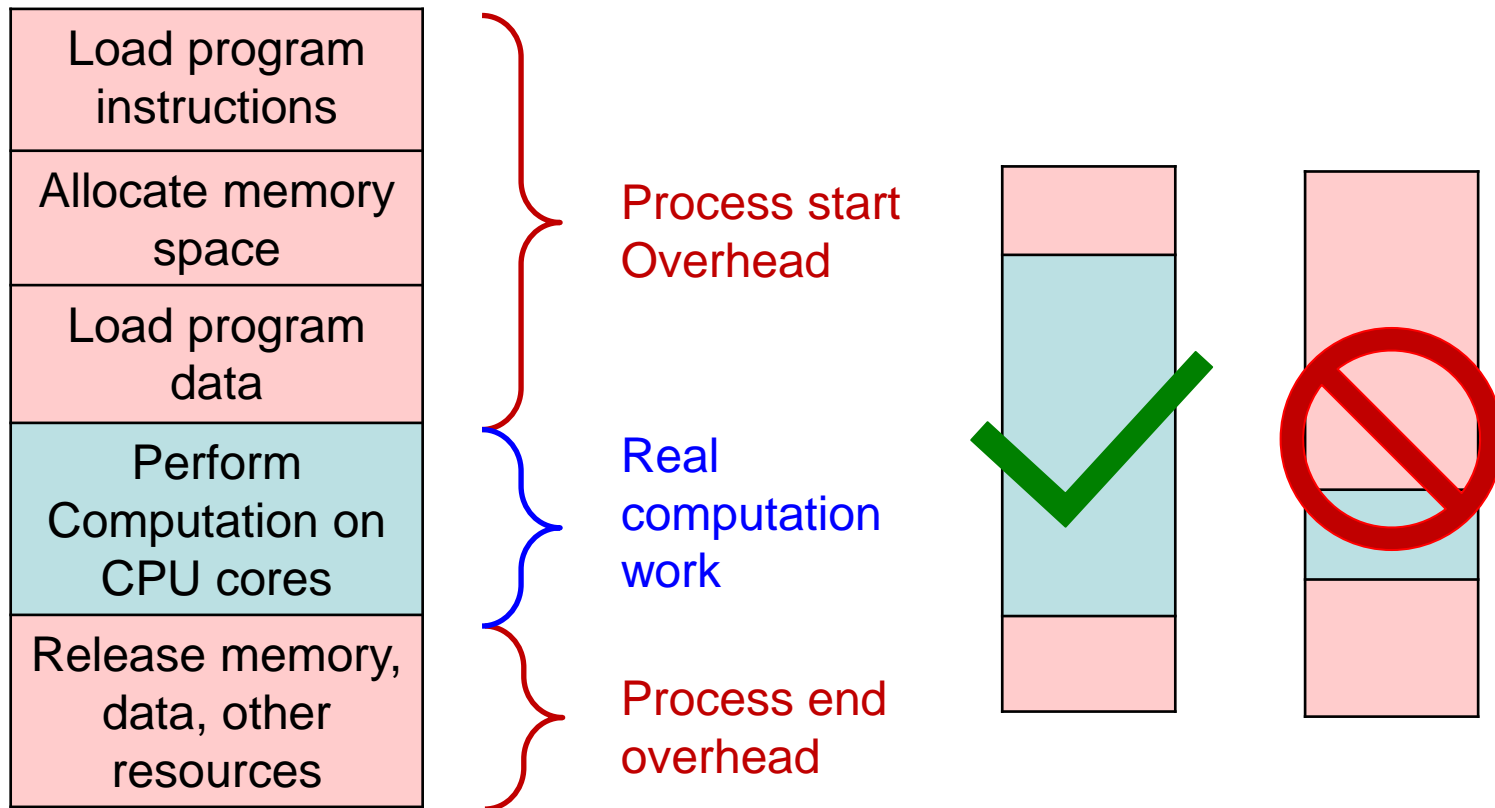 Load program
instructions
Allocate memory
space
Load program
data
Perform
Computation on
CPU cores
Release memory,
data, other
resources
Process start
Overhead
Real
computation
work
Process end
overhead